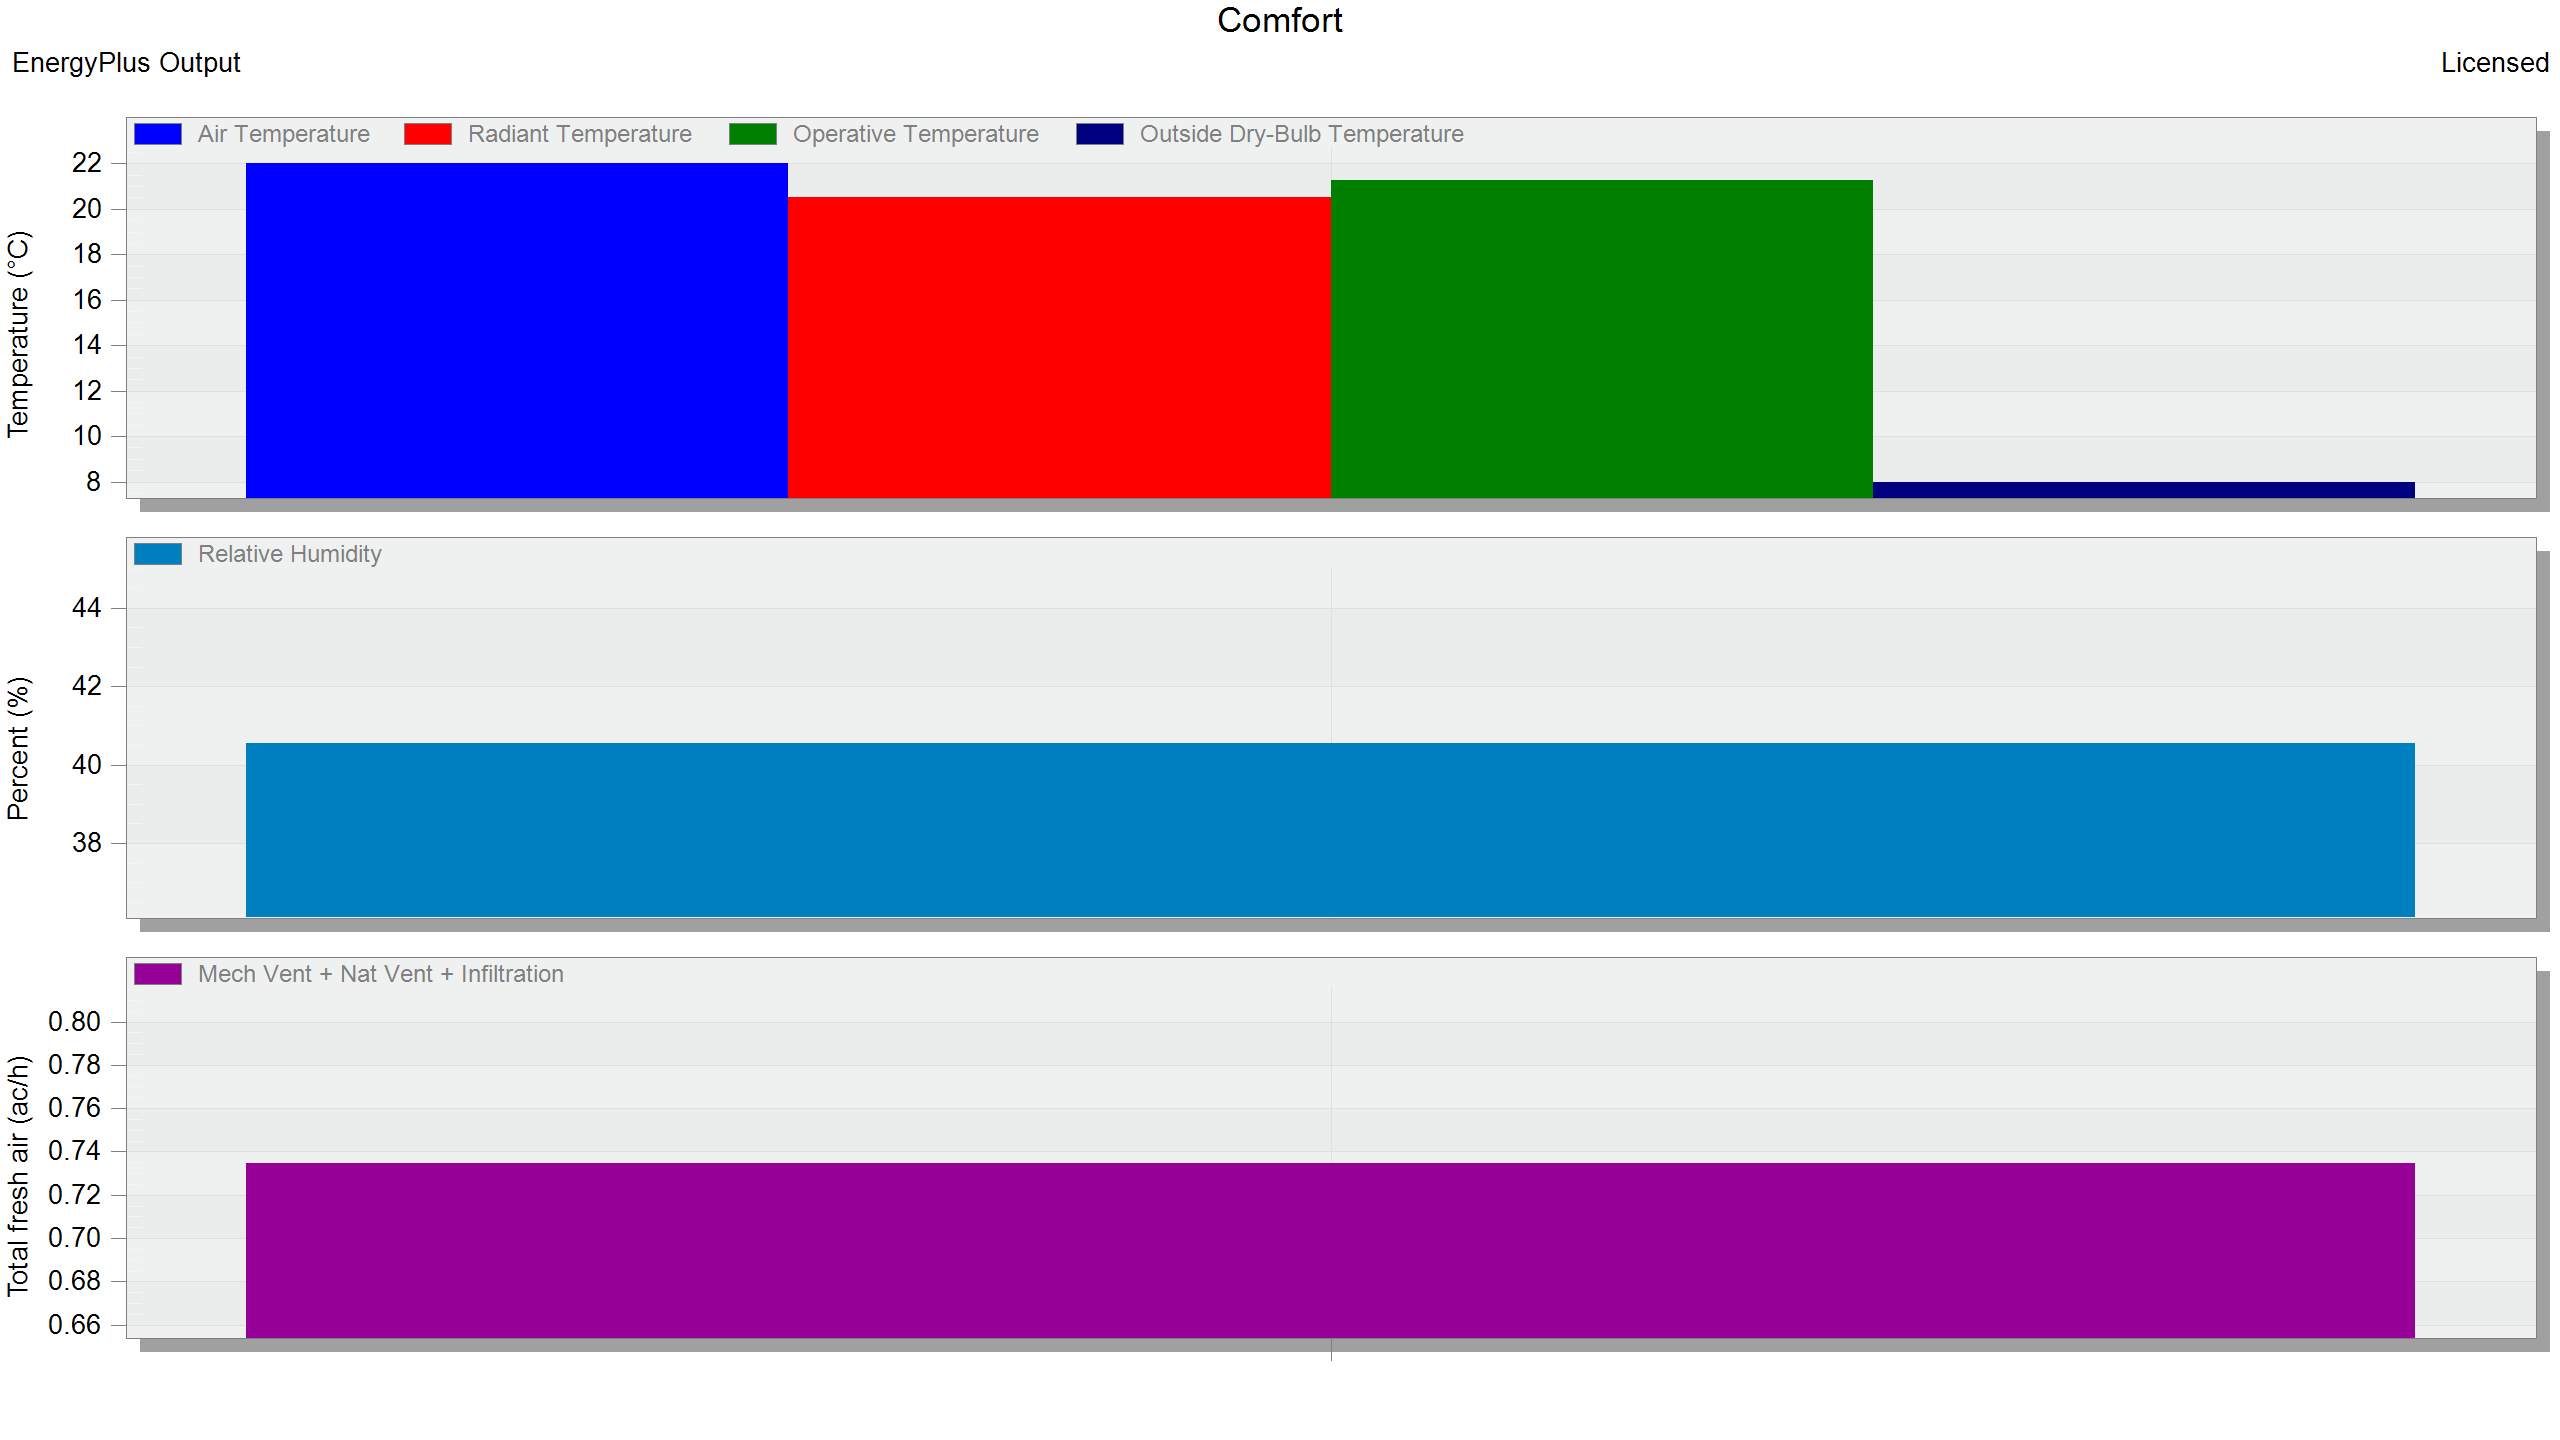 Comfort
EnergyPlus Output
Licensed
Air Temperature
Radiant Temperature
Operative Temperature
Outside Dry-Bulb Temperature
Temperature (°C)
22
20
18
16
14
12
10
8
Relative Humidity
Percent (%)
44
42
40
38
Mech Vent + Nat Vent + Infiltration
Total fresh air (ac/h)
0.80
0.78
0.76
0.74
0.72
0.70
0.68
0.66